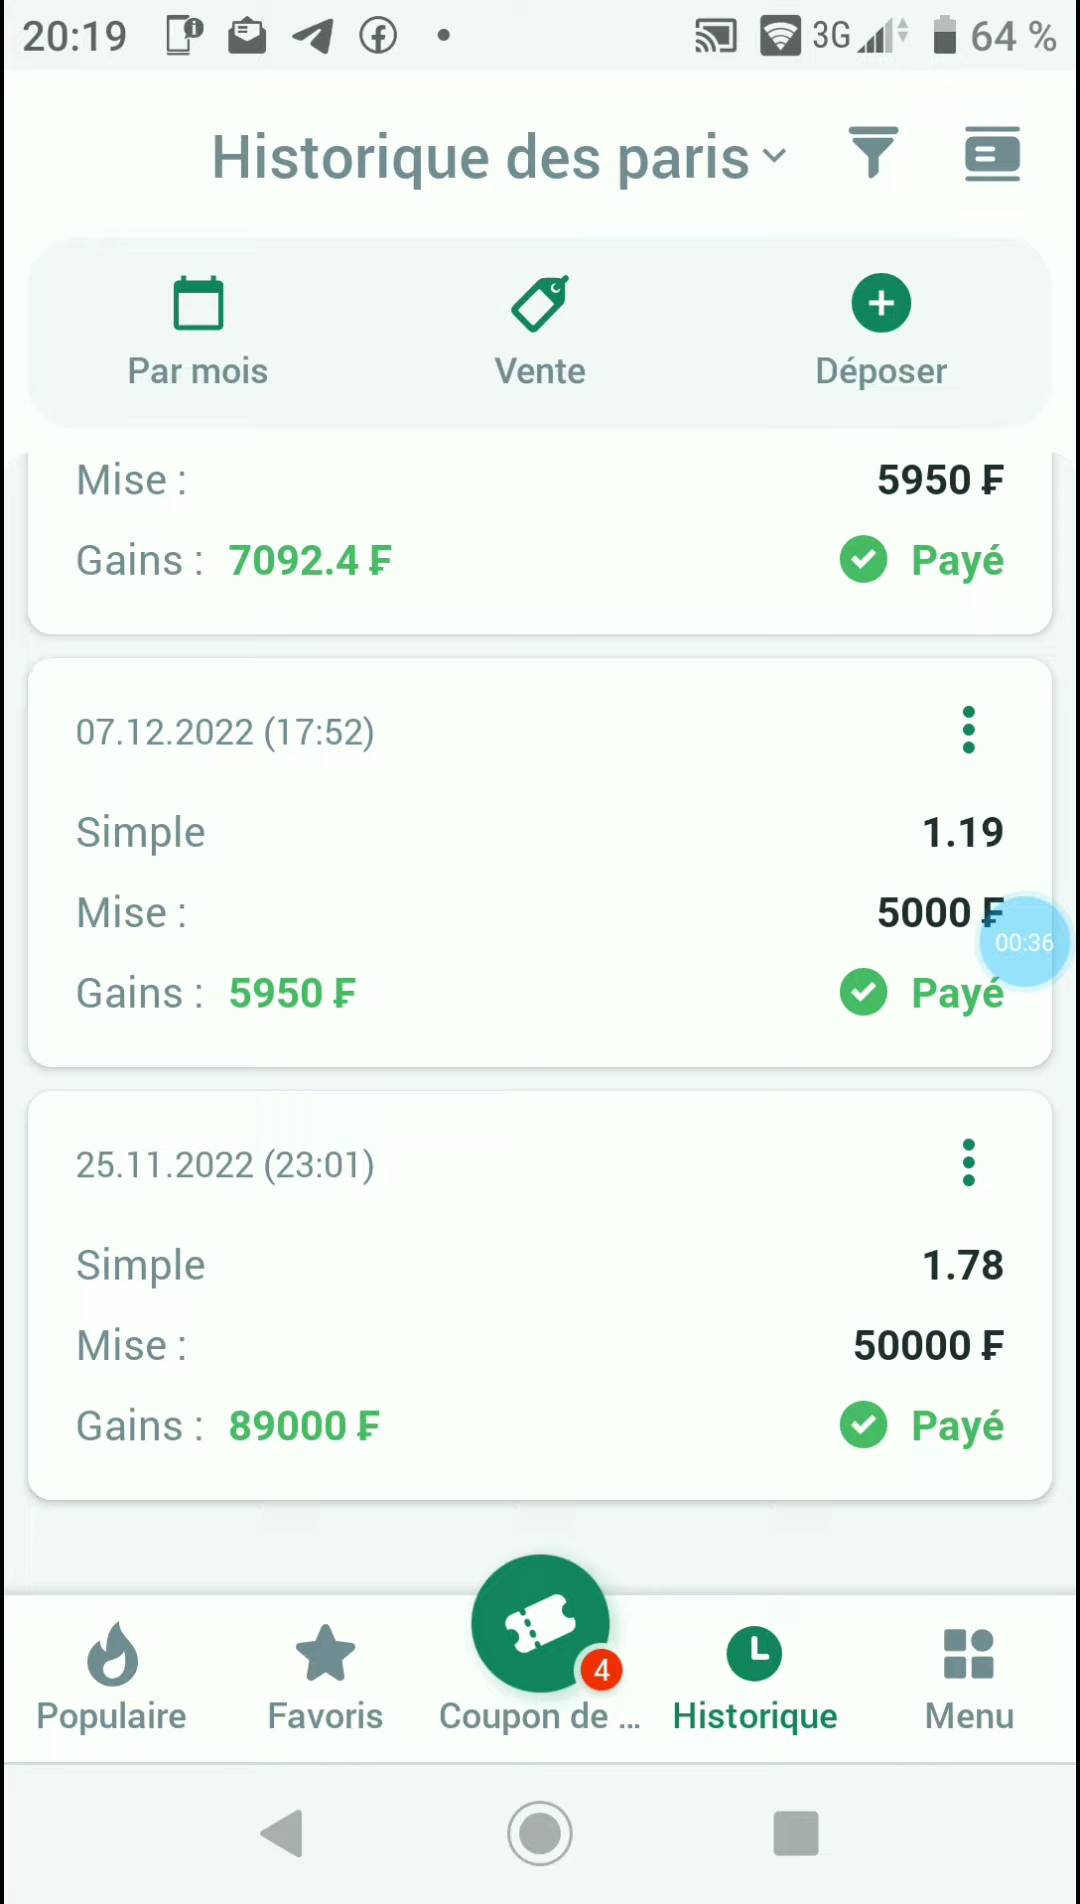 20:19 3G 64 %
Historique des paris
Par mois Vente Déposer
Mise : 5950 ₣
Gains : 7092.4 ₣ Payé
07.12.2022 (17:52)
Simple 1.19
Mise : 5000 ₣
00:36
Gains : 5950 ₣ Payé
25.11.2022 (23:01)
Simple 1.78
Mise : 50000 ₣
Gains : 89000 ₣ Payé
4
Populaire Favoris Coupon de ... Historique Menu